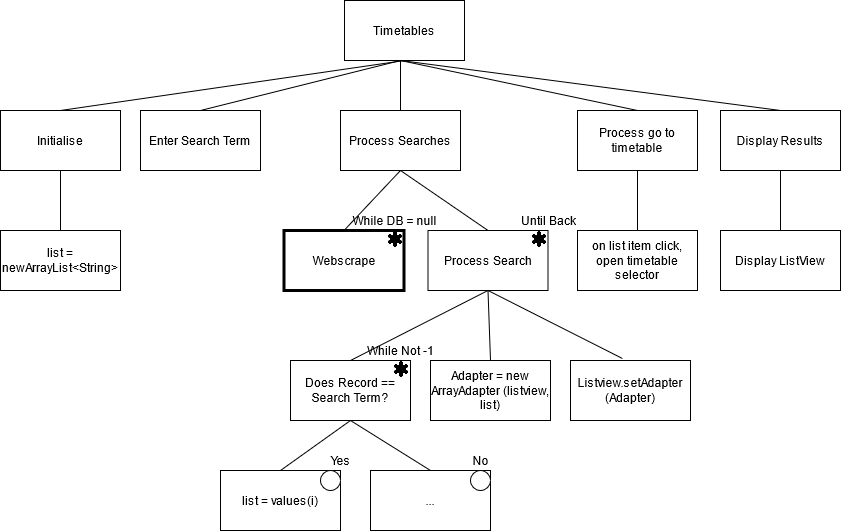 Timetables
Initialise
Enter Search Term
Process Searches
Process go to
timetable
Display Results
While DB = null
Until Back
list =
newArrayList<String>
Webscrape
Process Search
on list item click,
open timetable
selector
Display ListView
While Not -1
Does Record ==
Search Term?
Adapter = new
ArrayAdapter (listview,
list)
Listview.setAdapter
(Adapter)
Yes
No
list = values(i)
...